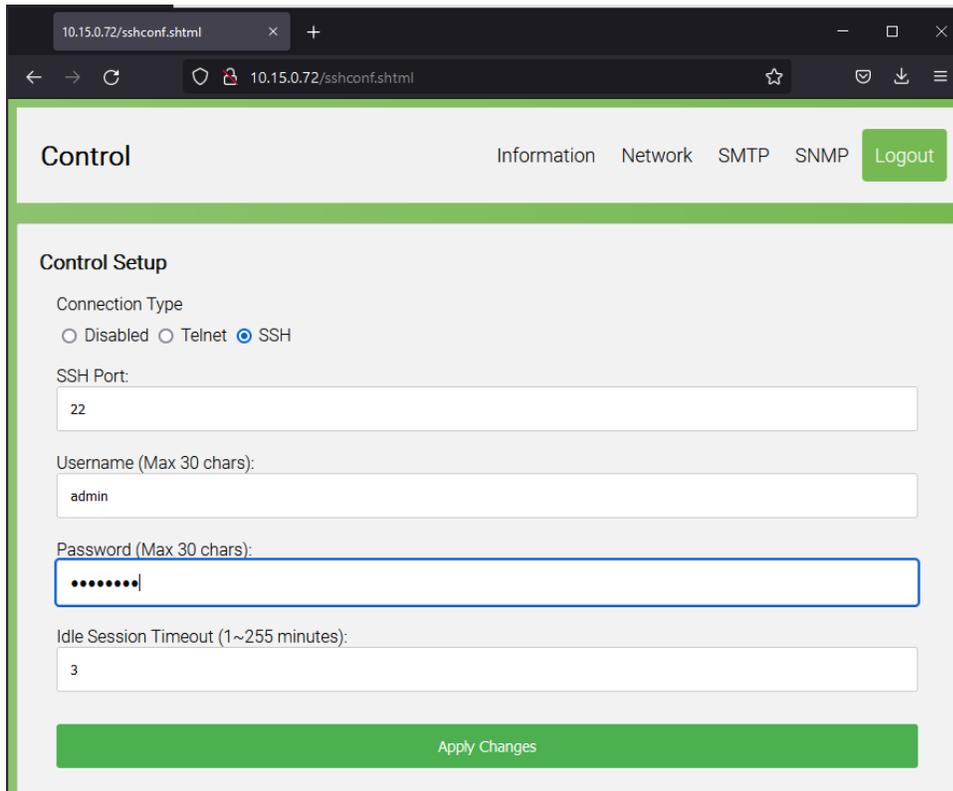 10.15.0.72/sshconf.shtml
10.15.0.72/sshconf.shtml
Control Information Network SMTP SNMP Logout
Control Setup
Connection Type
Disabled Telnet SSH
SSH Port:
22
Username (Max 30 chars):
admin
Password (Max 30 chars):
••••••••
Idle Session Timeout (1~255 minutes):
3
Apply Changes